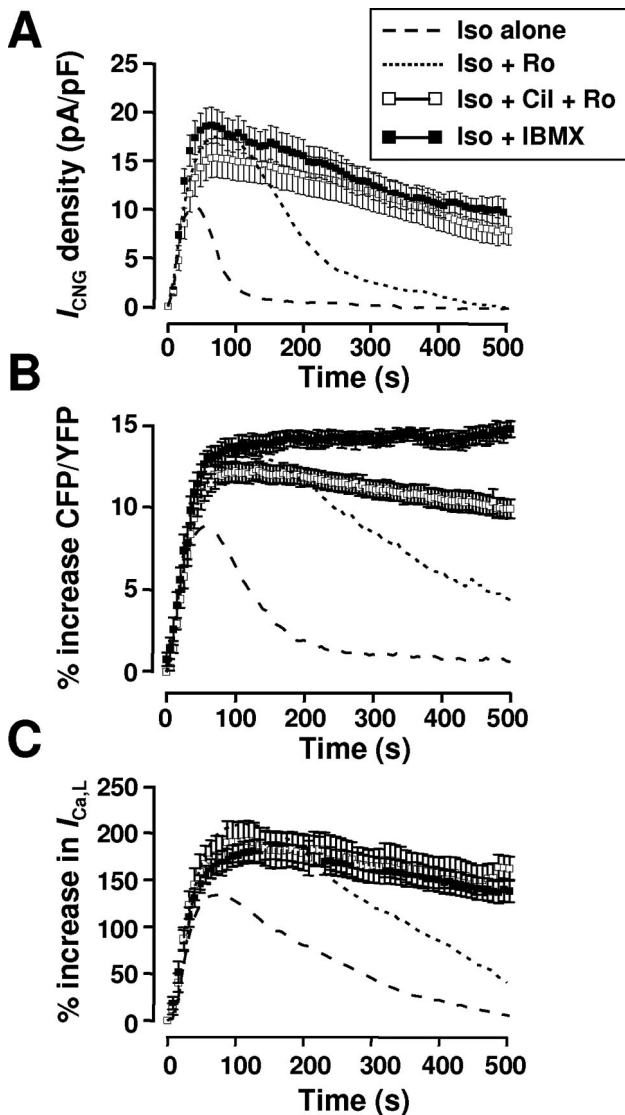 A
Iso alone
Iso + Ro
Iso + Cil + Ro
Iso + IBMX
I_CNG density (pA/pF)
25
20
15
10
5
0
0 100 200 300 400 500
Time (s)
B
% increase CFP/YFP
15
10
5
0
0 100 200 300 400 500
Time (s)
C
% increase in I_Ca,L
250
200
150
100
50
0
0 100 200 300 400 500
Time (s)